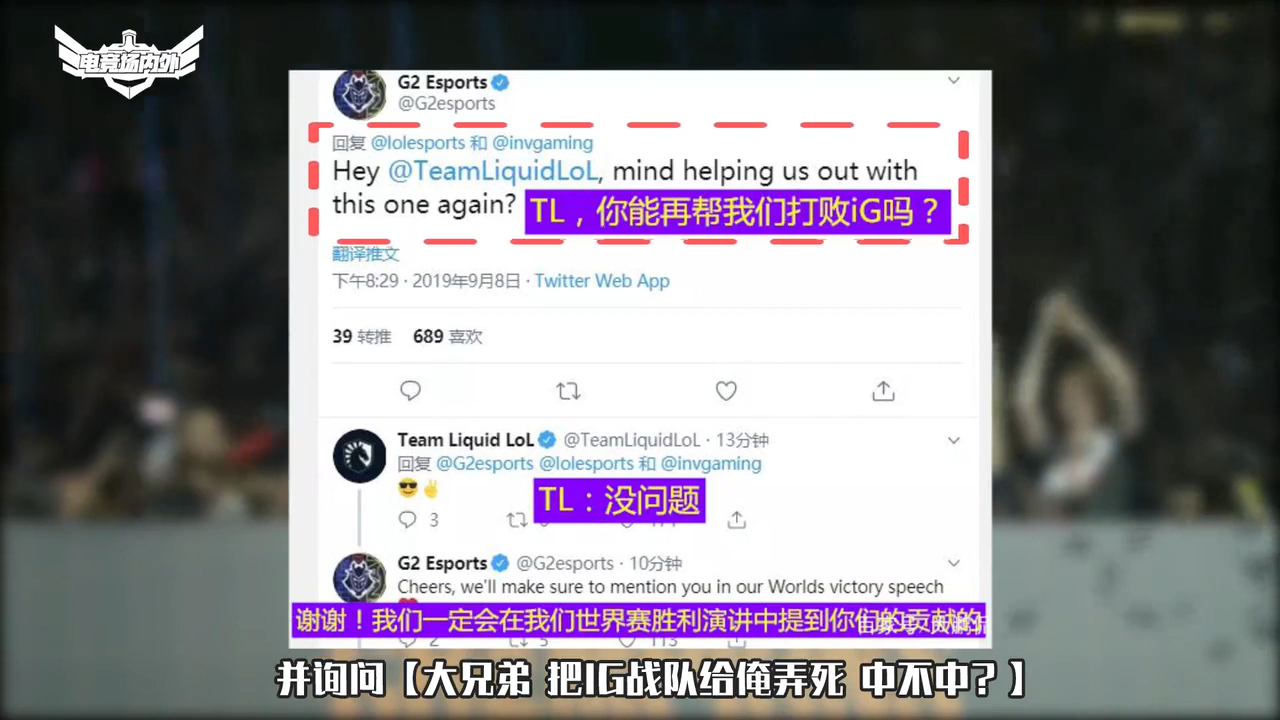 电竞场内外
G2 Esports
@G2esports
回复 @lolesports 和 @invgaming
Hey @TeamLiquidLoL, mind helping us out with
this one again?
TL，你能再帮我们打败iG吗？
翻译推文
下午8:29 · 2019年9月8日 · Twitter Web App
39 转推 689 喜欢
Team Liquid LoL @TeamLiquidLoL · 13分钟
回复 @G2esports @lolesports 和 @invgaming
😎✌
TL：没问题
3
G2 Esports @G2esports · 10分钟
Cheers, we'll make sure to mention you in our Worlds victory speech
谢谢！我们一定会在我们世界赛胜利演讲中提到你们的贡献的
并询问【大兄弟 把IG战队给俺弄死 中不中？】